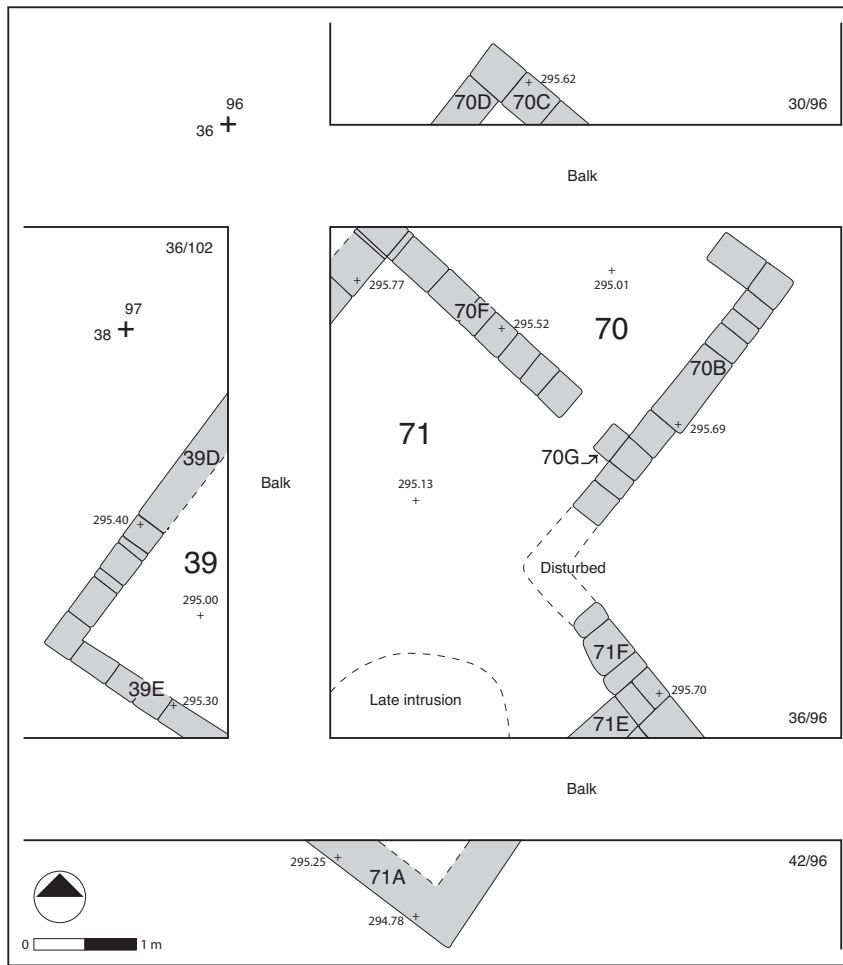 295.62
70D
70C
96
36
30/96
Balk
36/102
295.77
295.01
97
38
70F
295.52
70
70B
71
295.69
39D
70G
Balk
295.13
295.40
39
Disturbed
295.00
71F
39E
295.30
Late intrusion
295.70
71E
36/96
Balk
295.25
42/96
71A
294.78
0
1 m